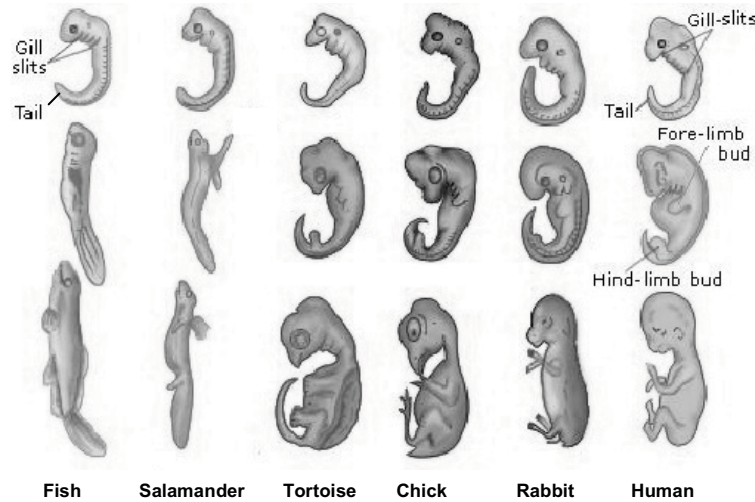 Gill
slits
Tail
Gill-slits
Tail
Fore-limb
bud
Hind-limb bud
Fish Salamander Tortoise Chick Rabbit Human